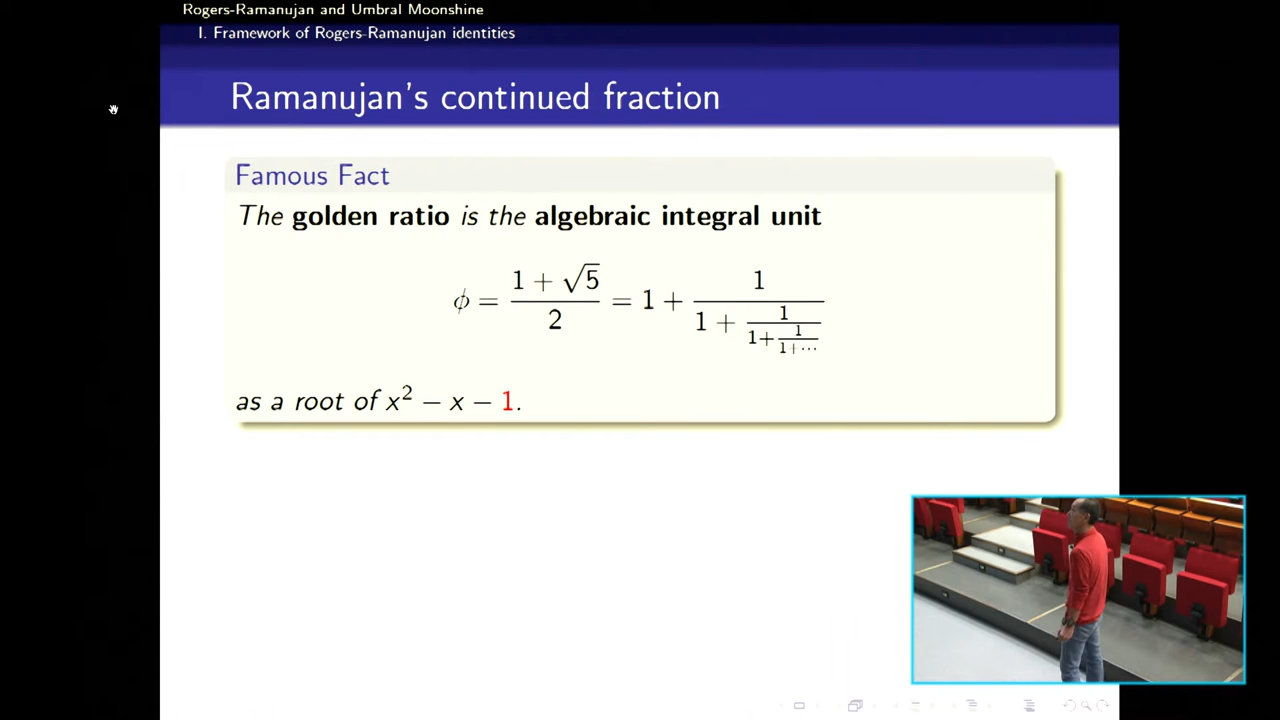 Rogers-Ramanujan and Umbral Moonshine
I. Framework of Rogers-Ramanujan identities
Ramanujan's continued fraction
Famous Fact
The golden ratio is the algebraic integral unit
ϕ = (1 + √5)/2 = 1 + 1/(1 + 1/(1+1/(1+⋯)))
as a root of x² − x − 1.